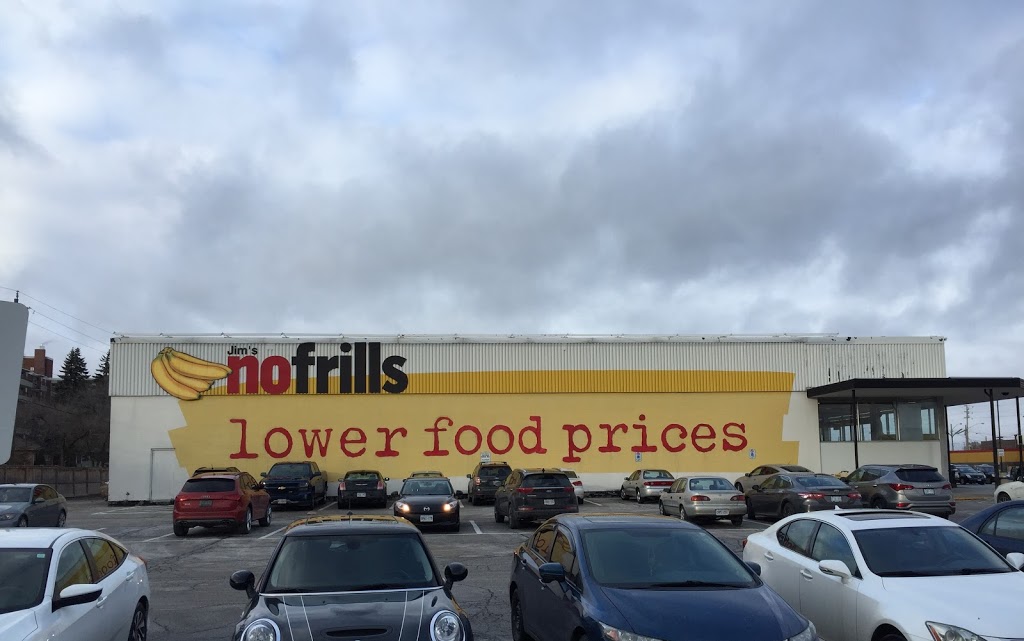 Jim's
nofrills
lower food prices